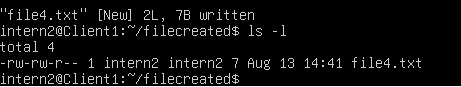 "file4.txt" [New] 2L, 7B written
intern2@Client1:~/filecreated$ ls -l
total 4
-rw-rw-r-- 1 intern2 intern2 7 Aug 13 14:41 file4.txt
intern2@Client1:~/filecreated$